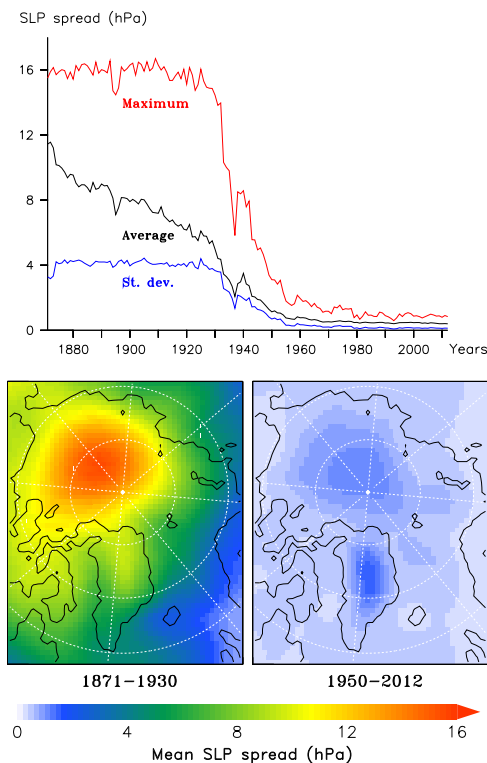 SLP spread (hPa)
16
Maximum
12
8
Average
4
St. dev.
0
1880 1900 1920 1940 1960 1980 2000 Years
1871-1930 1950-2012
0 4 8 12 16
Mean SLP spread (hPa)